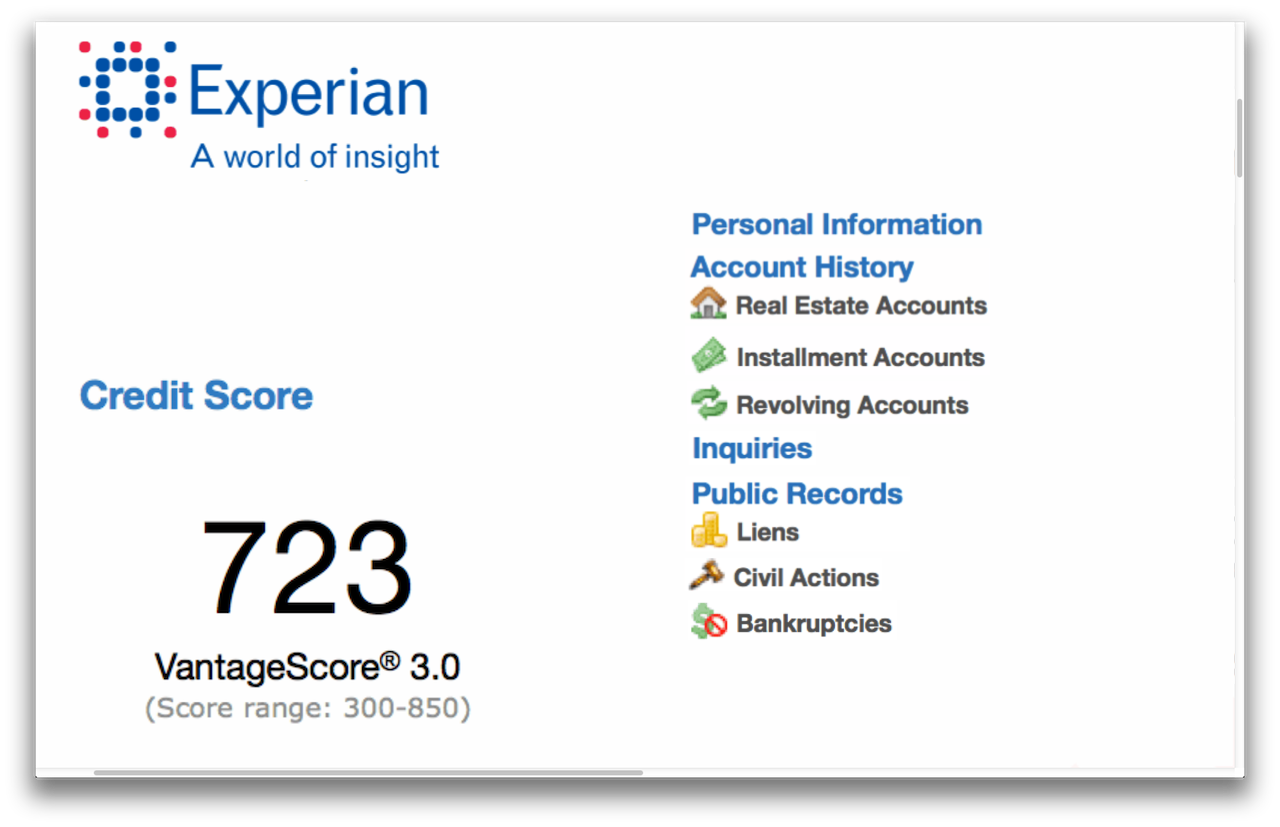 Experian
A world of insight
Credit Score
723
VantageScore® 3.0
(Score range: 300-850)
Personal Information
Account History
Real Estate Accounts
Installment Accounts
Revolving Accounts
Inquiries
Public Records
Liens
Civil Actions
Bankruptcies